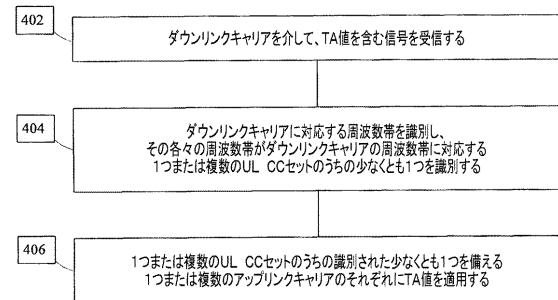 402
ダウンリンクキャリアを介して、TA値を含む信号を受信する
404
ダウンリンクキャリアに対応する周波数帯を識別し、
その各々の周波数帯がダウンリンクキャリアの周波数帯に対応する
1つまたは複数のUL CCセットのうちの少なくとも1つを識別する
406
1つまたは複数のUL CCセットのうちの識別された少なくとも1つを備える
1つまたは複数のアップリンクキャリアのそれぞれにTA値を適用する